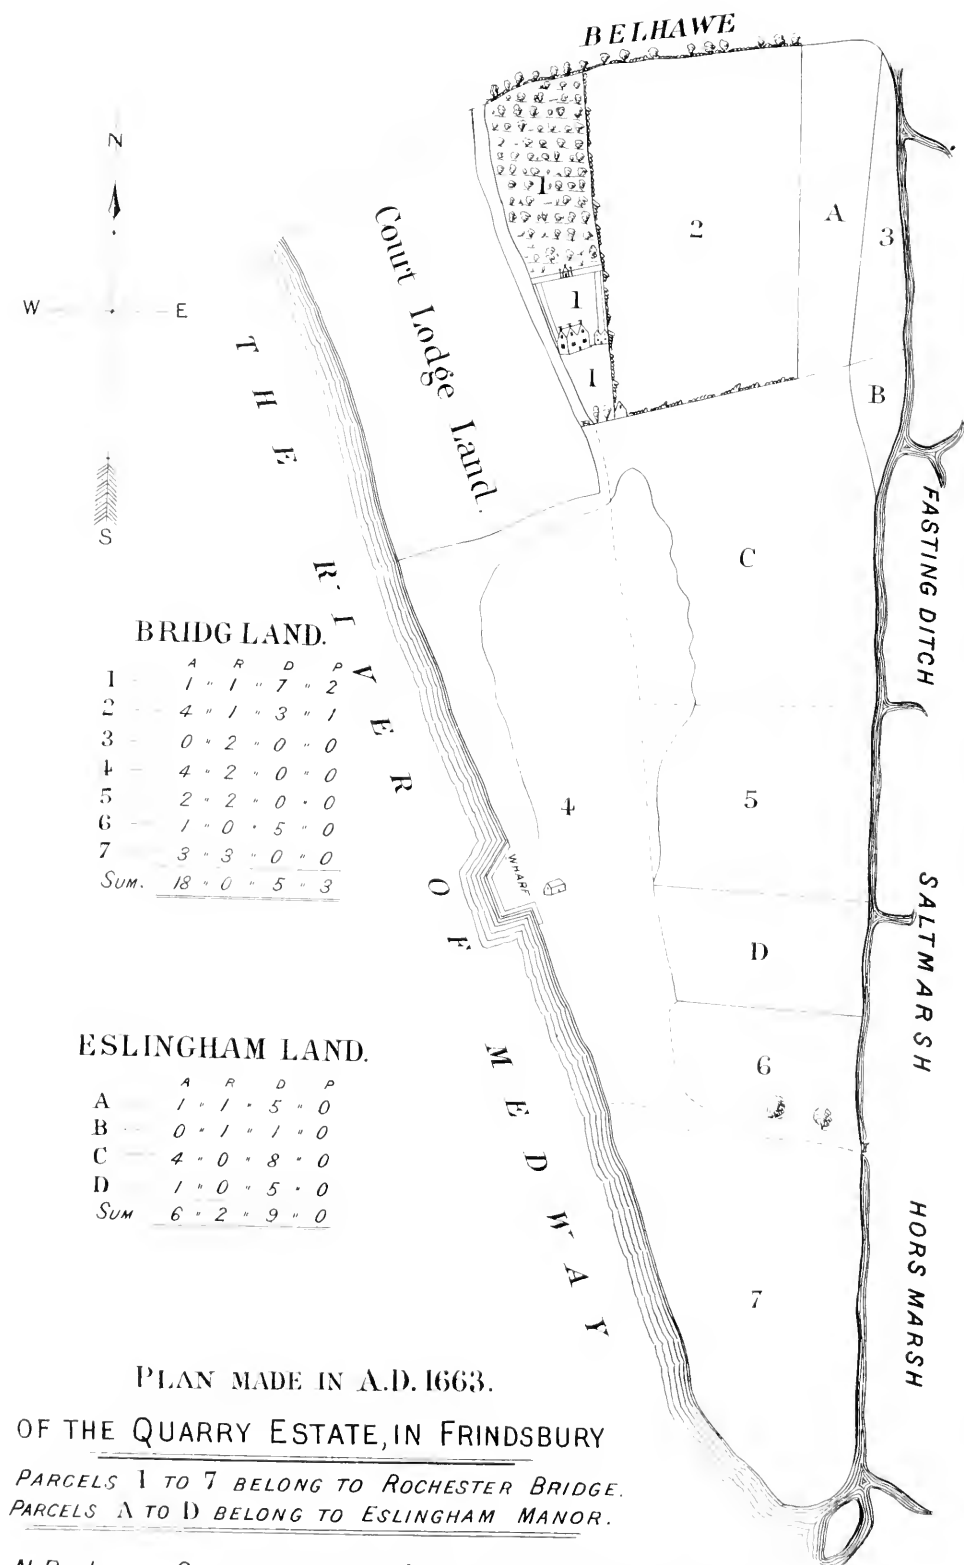 BELHAWE
N
W E
S
Court Lodge Land.
THE RIVER OF MEDWAY
1
1
1
2
A
3
B
C
4
5
D
6
7
WHARF
FASTING DITCH
SALTMARSH
HORS MARSH
BRIDG LAND.
A R D P
1 1 " 1 " 7 " 2
2 4 " 1 " 3 " 1
3 0 " 2 " 0 " 0
4 4 " 2 " 0 " 0
5 2 " 2 " 0 " 0
6 1 " 0 " 5 " 0
7 3 " 3 " 0 " 0
SUM. 18 " 0 " 5 " 3
ESLINGHAM LAND.
A R D P
A 1 " 1 " 5 " 0
B 0 " 1 " 1 " 0
C 4 " 0 " 8 " 0
D 1 " 0 " 5 " 0
SUM 6 " 2 " 9 " 0
PLAN MADE IN A.D. 1663.
OF THE QUARRY ESTATE, IN FRINDSBURY
PARCELS 1 TO 7 BELONG TO ROCHESTER BRIDGE.
PARCELS A TO D BELONG TO ESLINGHAM MANOR.